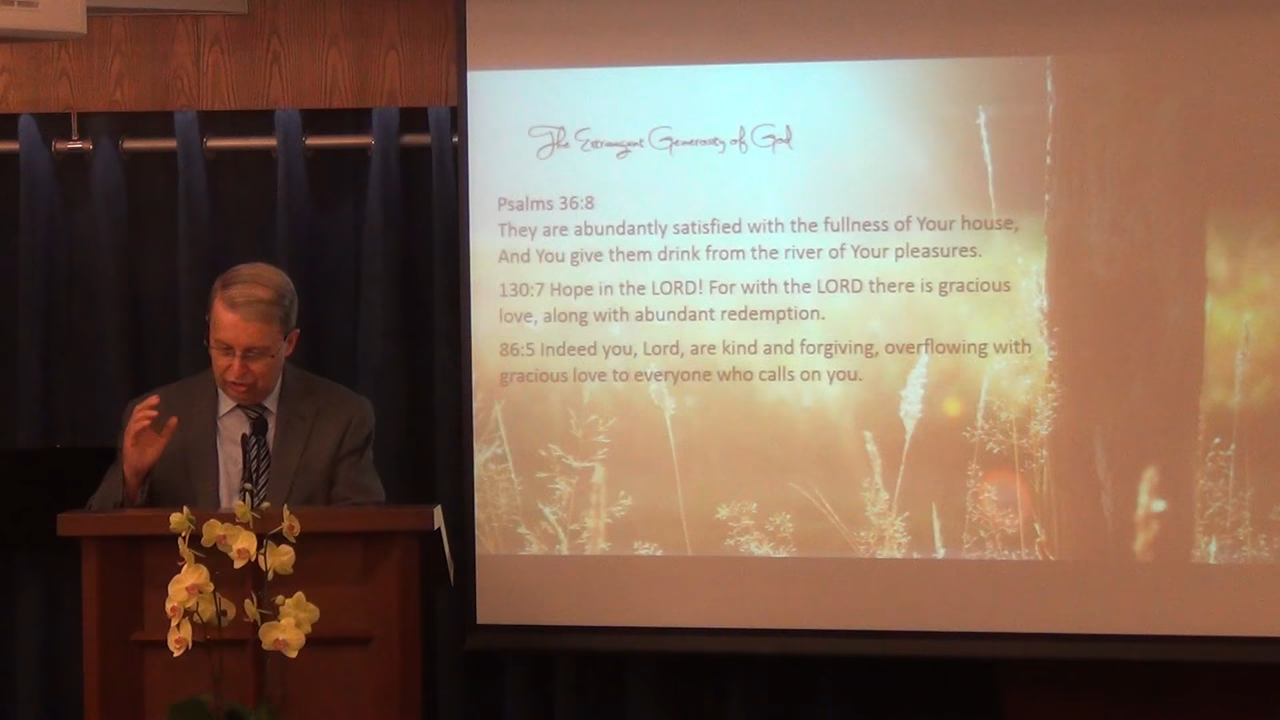 The Extravagant Generosity of God
Psalms 36:8
They are abundantly satisfied with the fullness of Your house,
And You give them drink from the river of Your pleasures.
130:7 Hope in the LORD! For with the LORD there is gracious
love, along with abundant redemption.
86:5 Indeed you, Lord, are kind and forgiving, overflowing with
gracious love to everyone who calls on you.